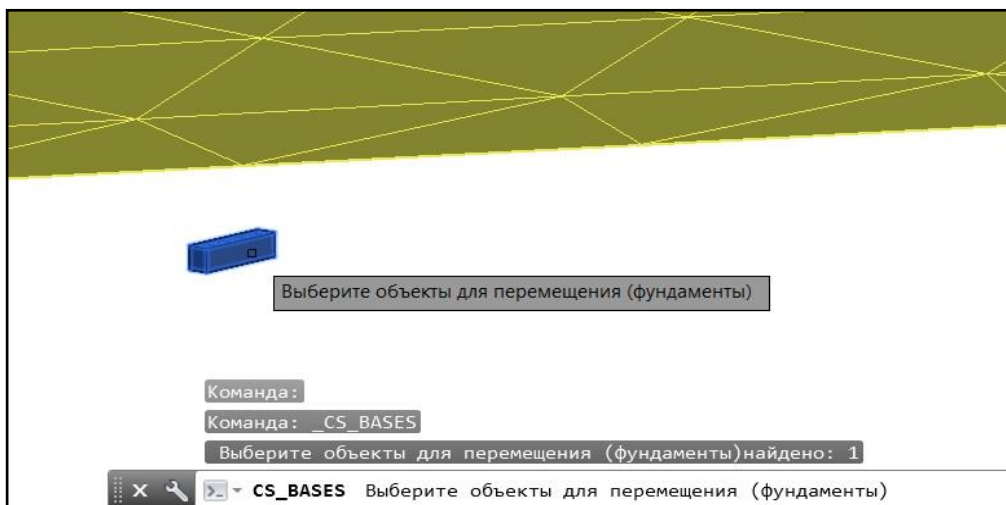 Выберите объекты для перемещения (фундаменты)
Команда:
Команда: _CS_BASES
Выберите объекты для перемещения (фундаменты)найдено: 1
CS_BASES Выберите объекты для перемещения (фундаменты)